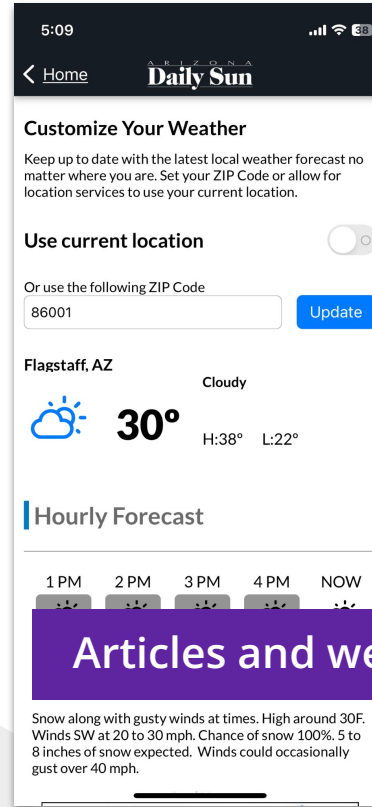 5:09
38
Home
ARIZONA
Daily Sun
Customize Your Weather
Keep up to date with the latest local weather forecast no
matter where you are. Set your ZIP Code or allow for
location services to use your current location.
Use current location
Or use the following ZIP Code
86001
Update
Flagstaff, AZ
Cloudy
30°
H:38° L:22°
Hourly Forecast
1 PM 2 PM 3 PM 4 PM NOW
Articles and we
Snow along with gusty winds at times. High around 30F.
Winds SW at 20 to 30 mph. Chance of snow 100%. 5 to
8 inches of snow expected. Winds could occasionally
gust over 40 mph.